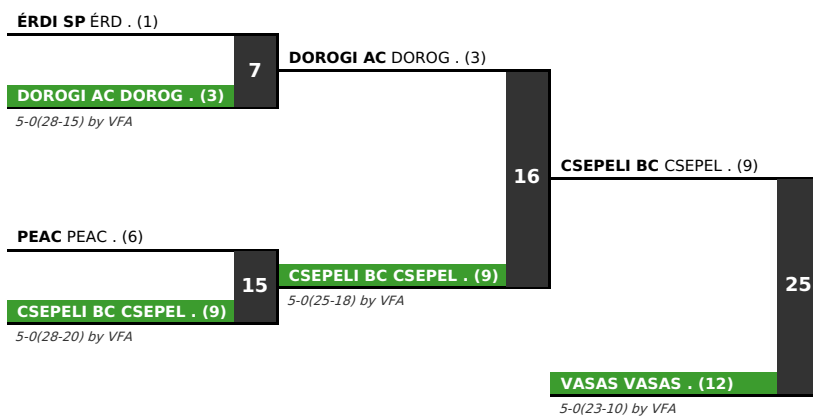 ÉRDI SP ÉRD . (1)
7
DOROGI AC DOROG . (3)
5-0(28-15) by VFA
DOROGI AC DOROG . (3)
16
PEAC PEAC . (6)
15
CSEPELI BC CSEPEL . (9)
5-0(28-20) by VFA
CSEPELI BC CSEPEL . (9)
5-0(25-18) by VFA
CSEPELI BC CSEPEL . (9)
25
VASAS VASAS . (12)
5-0(23-10) by VFA